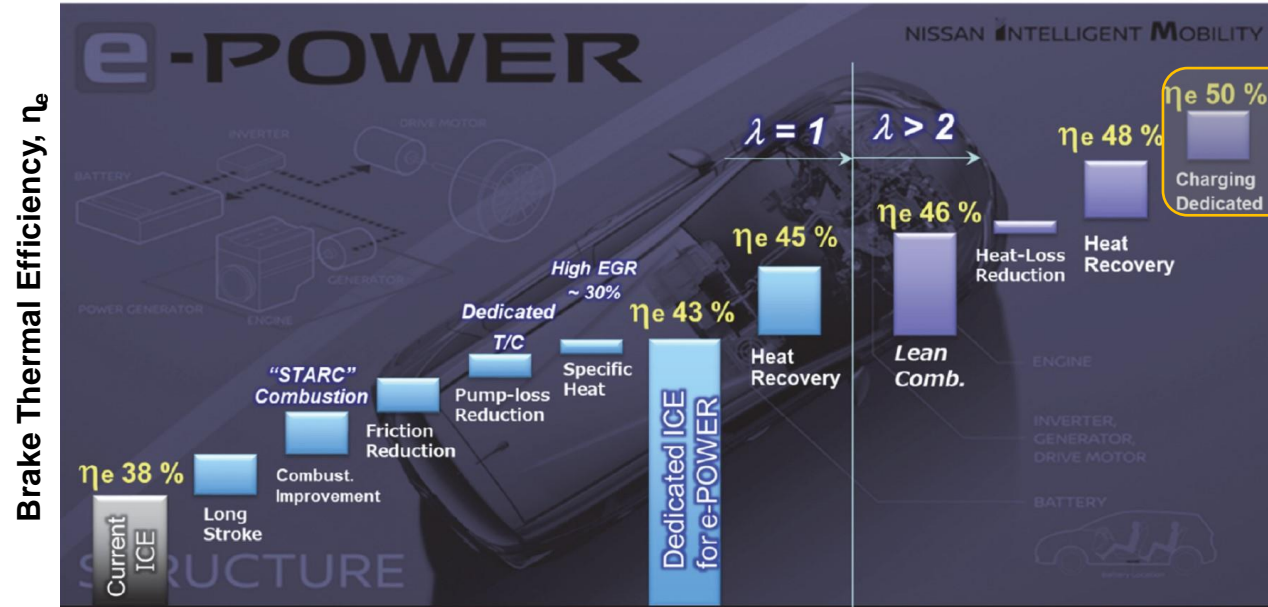 e-POWER
NISSAN INTELLIGENT MOBILITY
Brake Thermal Efficiency, ηe
INVERTER
DRIVE MOTOR
BATTERY
GENERATOR
POWER GENERATOR
ENGINE
λ = 1
λ > 2
ηe 50 %
Charging
Dedicated
ηe 48 %
Heat
Recovery
Heat-Loss
Reduction
ηe 46 %
Lean
Comb.
ηe 45 %
Heat
Recovery
ηe 43 %
Dedicated ICE
for e-POWER
High EGR
~ 30%
Specific
Heat
Dedicated
T/C
Pump-loss
Reduction
Friction
Reduction
"STARC"
Combustion
Combust.
Improvement
Long
Stroke
ηe 38 %
Current
ICE
ENGINE
INVERTER,
GENERATOR,
DRIVE MOTOR
BATTERY